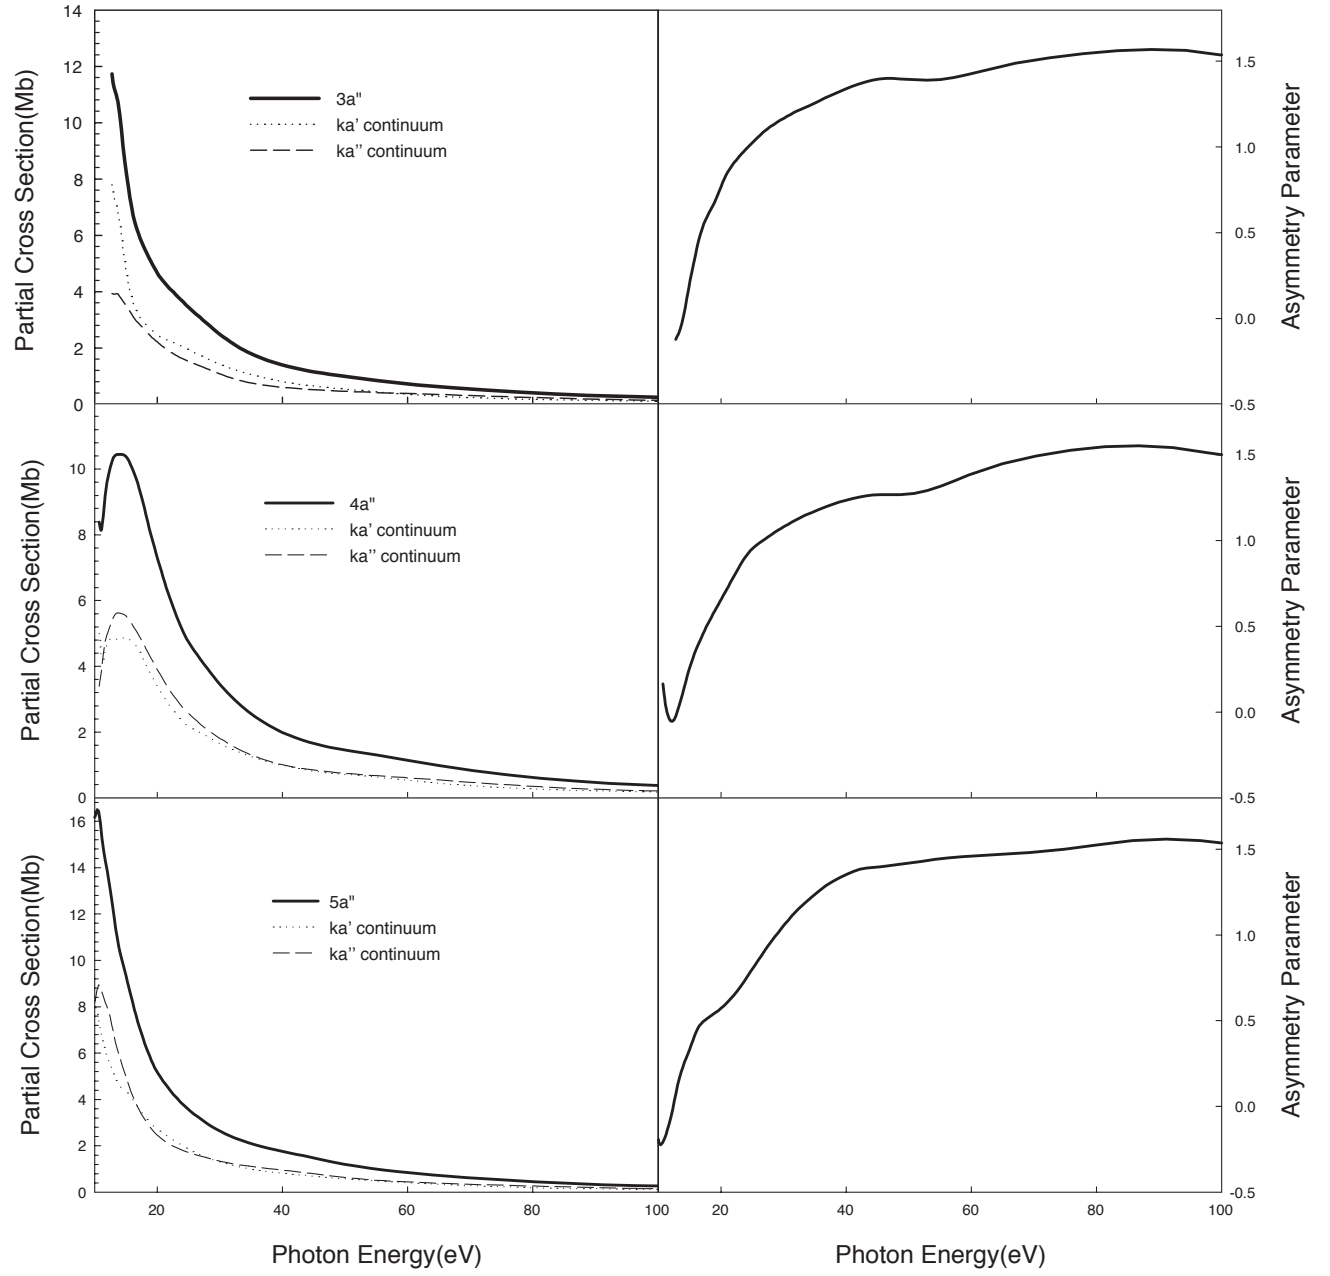 14
12
10
8
6
4
2
0
Partial Cross Section(Mb)
3a"
ka' continuum
ka'' continuum
1.5
1.0
0.5
0.0
-0.5
Asymmetry Parameter
10
8
6
4
2
0
Partial Cross Section(Mb)
4a"
ka' continuum
ka'' continuum
1.5
1.0
0.5
0.0
-0.5
Asymmetry Parameter
16
14
12
10
8
6
4
2
0
Partial Cross Section(Mb)
5a"
ka' continuum
ka'' continuum
1.5
1.0
0.5
0.0
-0.5
Asymmetry Parameter
20 40 60 80 100 20 40 60 80 100
Photon Energy(eV) Photon Energy(eV)